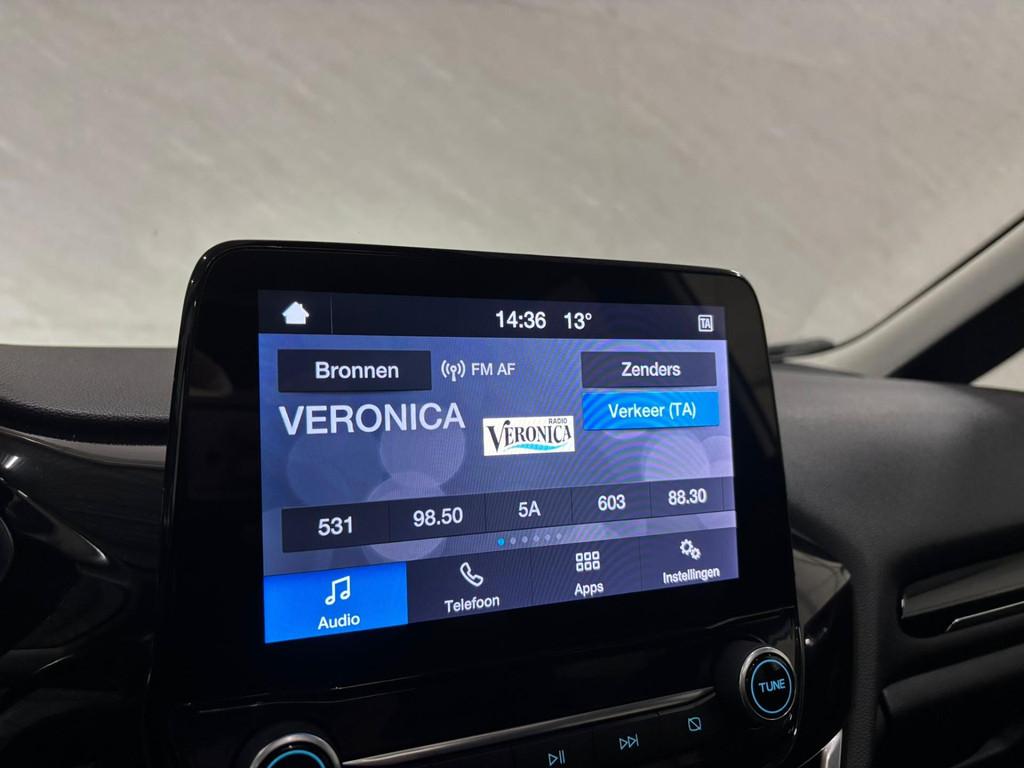 14:36 13° TA
Bronnen FM AF Zenders
VERONICA Verkeer (TA)
RADIO
VERONICA
531 98.50 5A 603 88.30
Audio Telefoon Apps Instellingen
TUNE